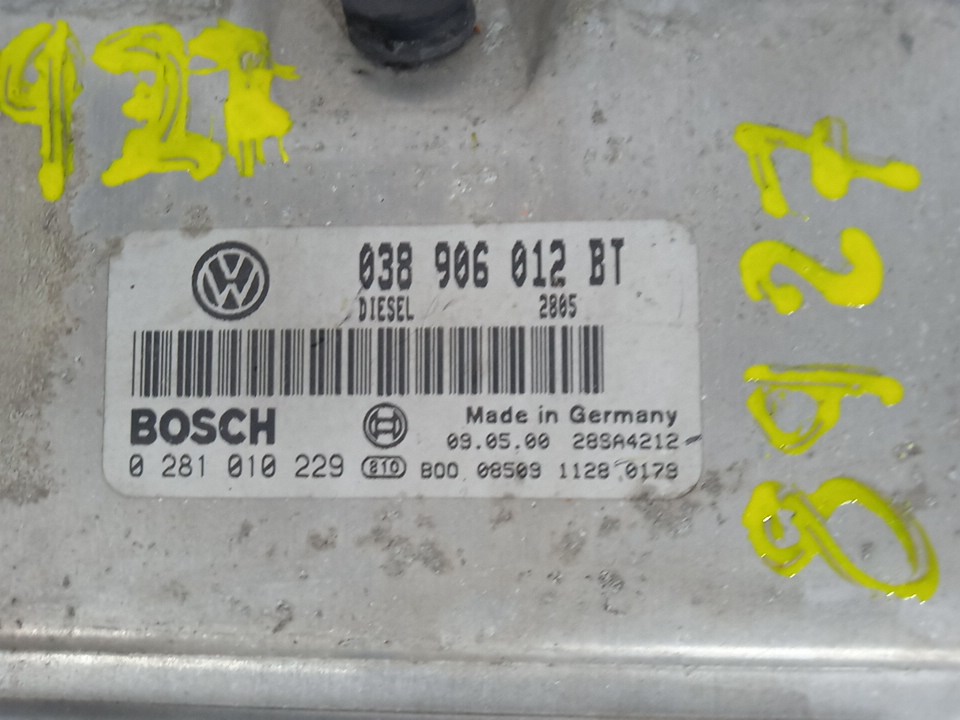 038 906 012 BT
DIESEL 2805
BOSCH
Made in Germany
09.05.00 28SA4212
0 281 010 229 810 B00 08509 1128 0179